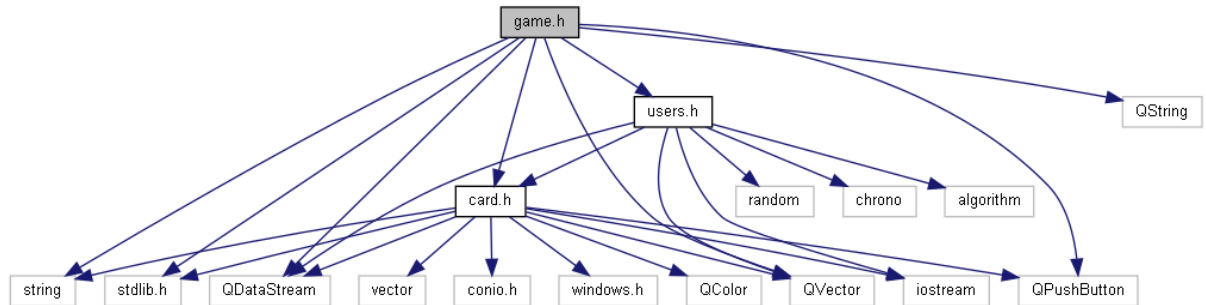 game.h
users.h
QString
card.h
random
chrono
algorithm
string
stdlib.h
QDataStream
vector
conio.h
windows.h
QColor
QVector
iostream
QPushButton